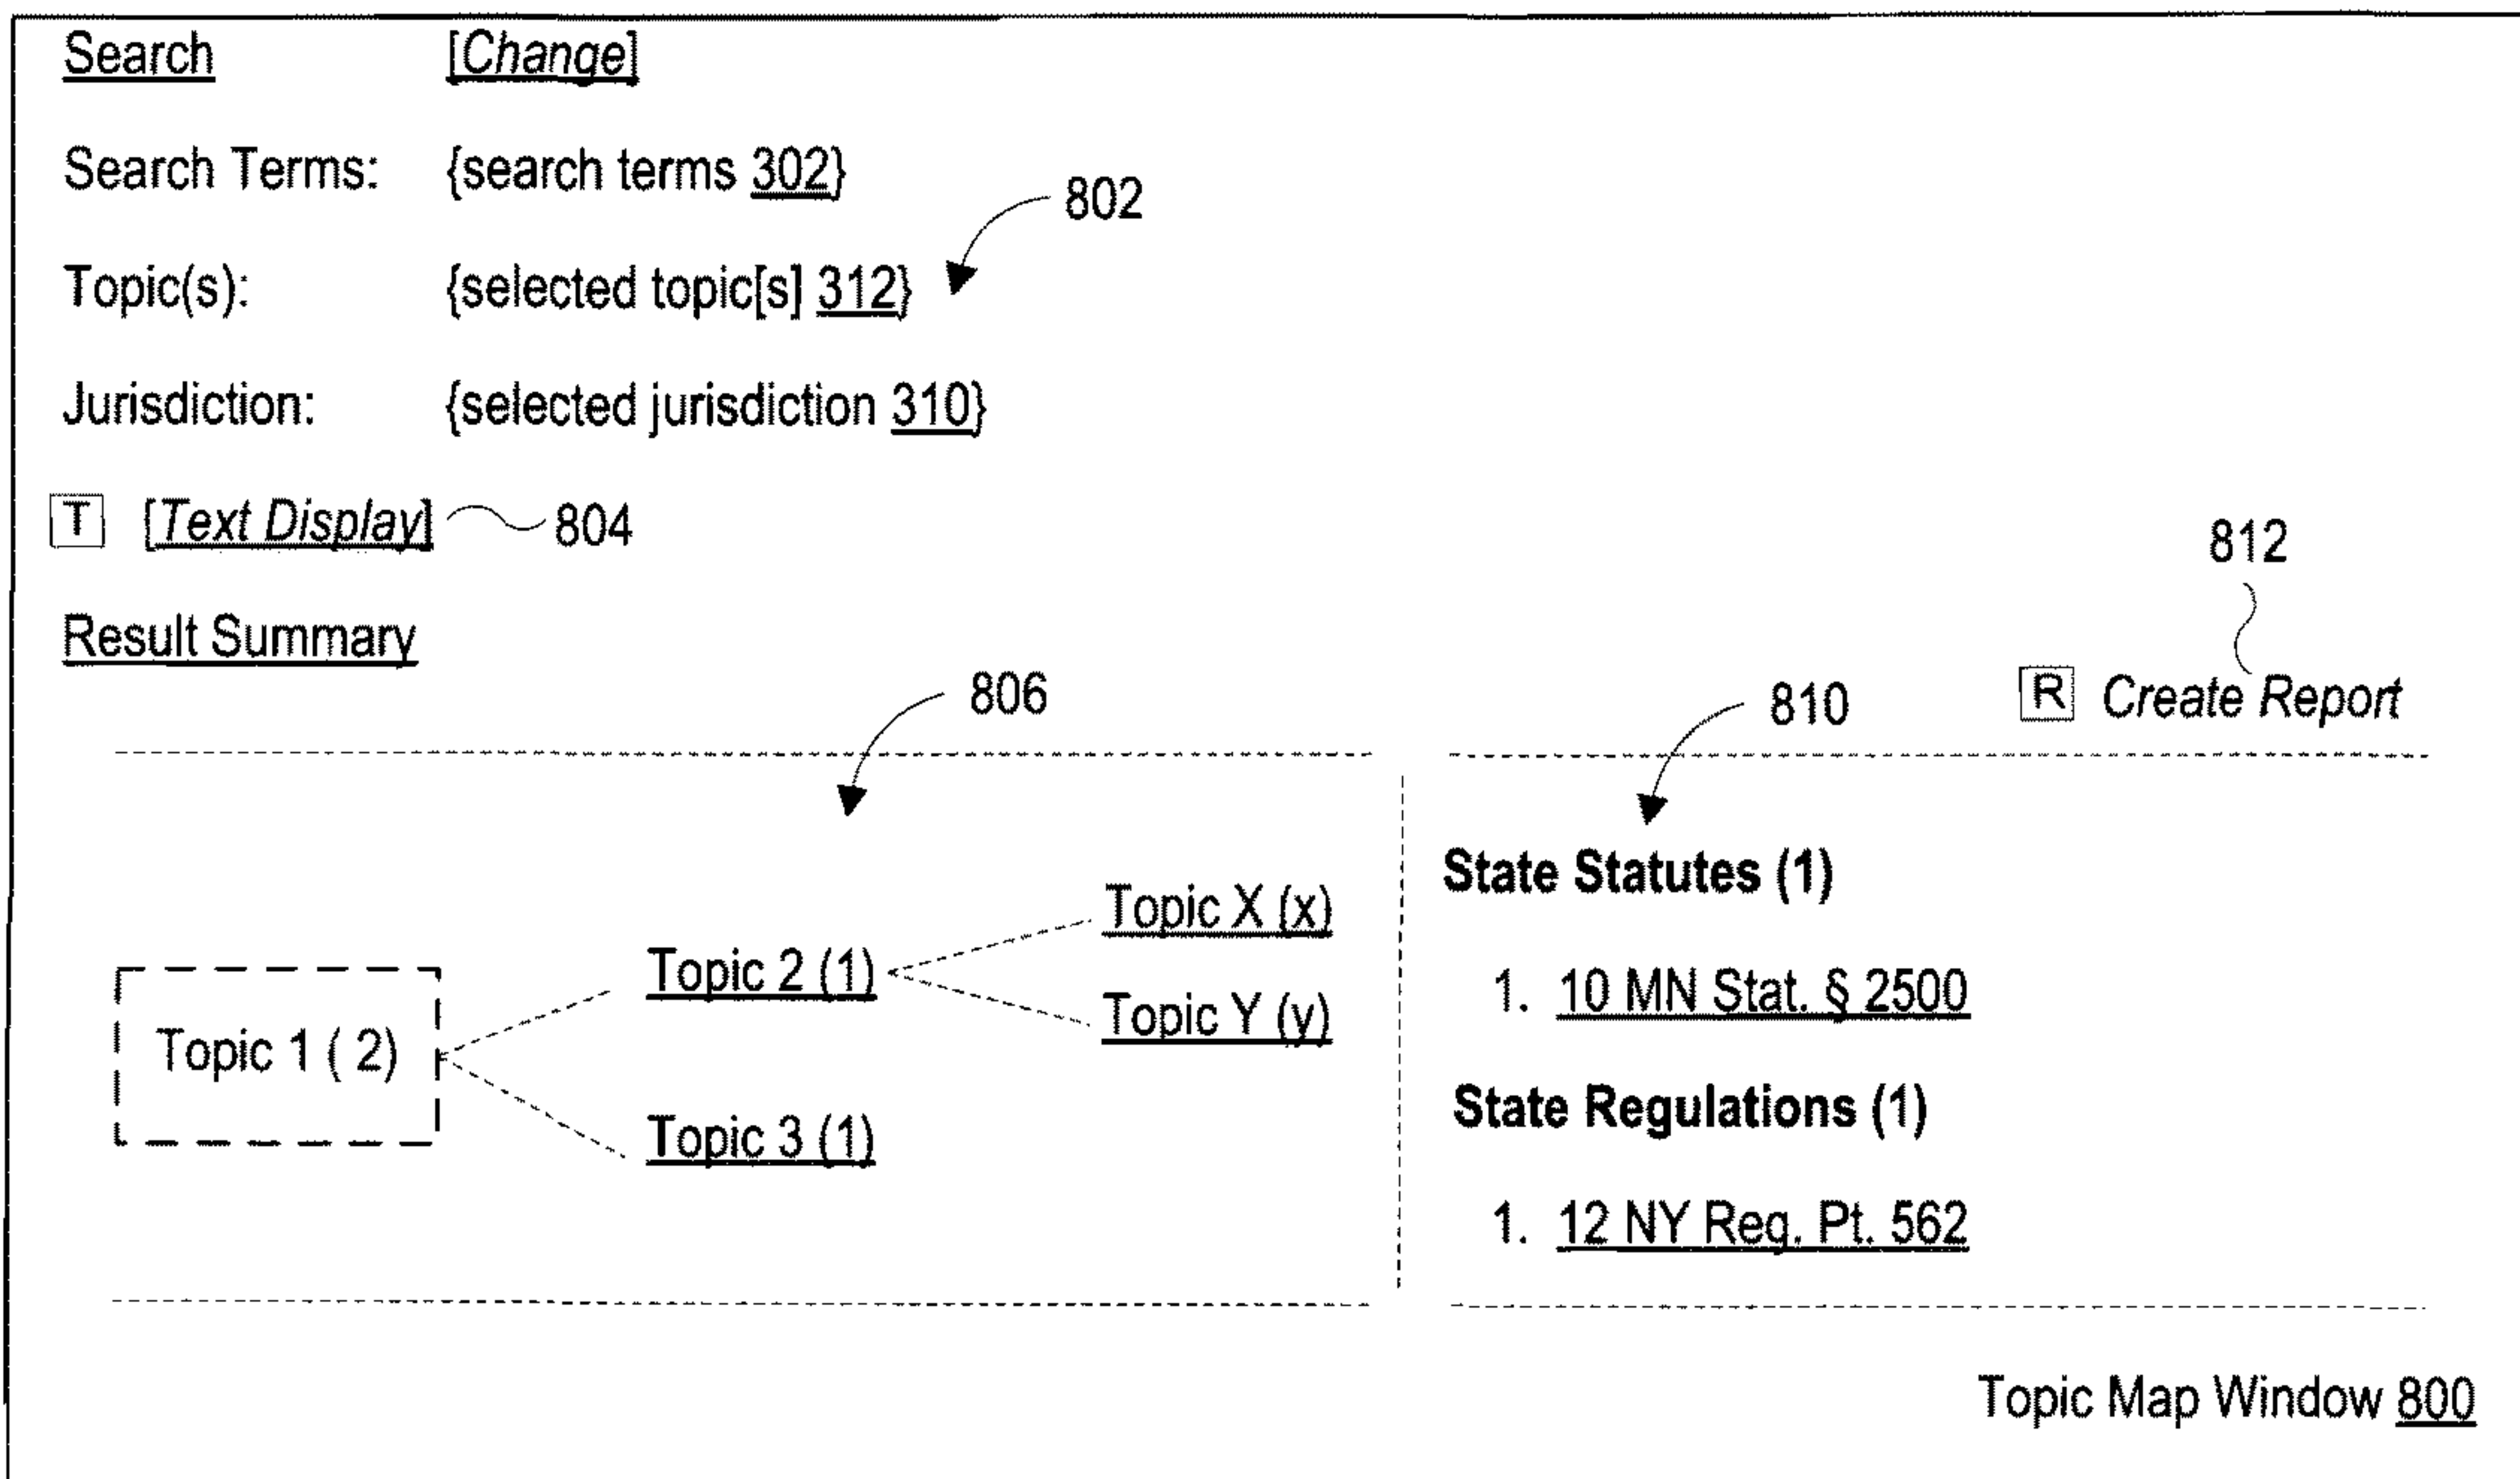 Search [Change]
Search Terms: {search terms 302}
802
Topic(s): {selected topic[s] 312}
Jurisdiction: {selected jurisdiction 310}
T [Text Display] 804
812
Result Summary
806
810
R Create Report
State Statutes (1)
Topic X (x)
Topic 2 (1)
1. 10 MN Stat. § 2500
Topic Y (y)
Topic 1 ( 2)
State Regulations (1)
Topic 3 (1)
1. 12 NY Reg. Pt. 562
Topic Map Window 800